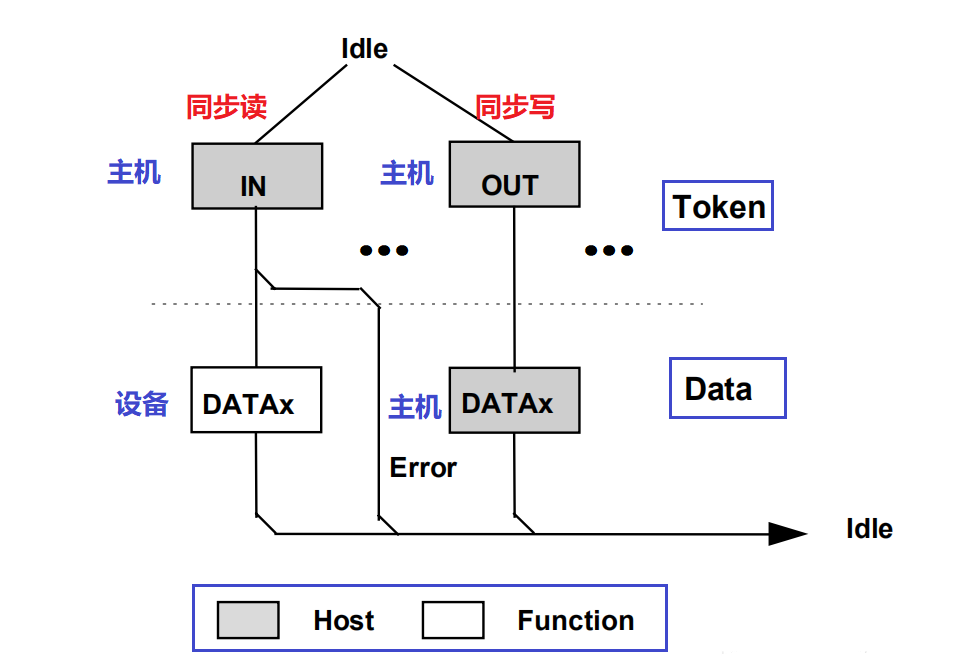 Idle
同步读
同步写
主机
IN
主机
OUT
Token
•••
•••
设备
DATAx
主机
DATAx
Data
Error
Idle
Host
Function